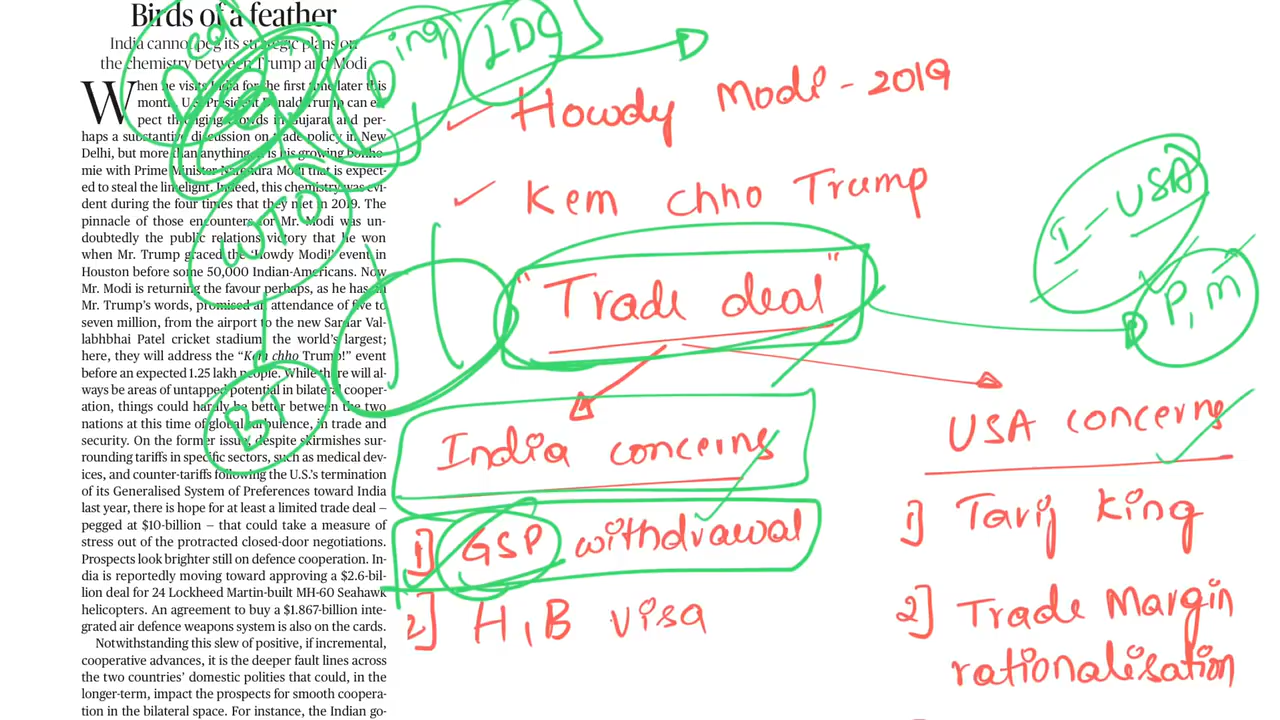 Birds of a feather
India cannot peg its strategic plans on
the chemistry between Trump and Modi
When he visits India for the first time later this
month, U.S. President Donald Trump can ex-
pect thronging crowds in Gujarat and per-
haps a substantive discussion on trade policy in New
Delhi, but more than anything, it is his growing bonho-
mie with Prime Minister Narendra Modi that is expect-
ed to steal the limelight. Indeed, this chemistry was evi-
dent during the four times that they met in 2019. The
pinnacle of those encounters for Mr. Modi was un-
doubtedly the public relations victory that he won
when Mr. Trump graced the 'Howdy Modi!' event in
Houston before some 50,000 Indian-Americans. Now
Mr. Modi is returning the favour perhaps, as he has, in
Mr. Trump's words, promised an attendance of five to
seven million, from the airport to the new Sardar Val-
labhbhai Patel cricket stadium, the world's largest;
here, they will address the "Kem chho Trump!" event
before an expected 1.25 lakh people. While there will al-
ways be areas of untapped potential in bilateral cooper-
ation, things could hardly be better between the two
nations at this time of global turbulence, in trade and
security. On the former issue, despite skirmishes sur-
rounding tariffs in specific sectors, such as medical dev-
ices, and counter-tariffs following the U.S.'s termination
of its Generalised System of Preferences toward India
last year, there is hope for at least a limited trade deal –
pegged at $10-billion – that could take a measure of
stress out of the protracted closed-door negotiations.
Prospects look brighter still on defence cooperation. In-
dia is reportedly moving toward approving a $2.6-bil-
lion deal for 24 Lockheed Martin-built MH-60 Seahawk
helicopters. An agreement to buy a $1.867-billion inte-
grated air defence weapons system is also on the cards.
Notwithstanding this slew of positive, if incremental,
cooperative advances, it is the deeper fault lines across
the two countries' domestic polities that could, in the
longer-term, impact the prospects for smooth coopera-
tion in the bilateral space. For instance, the Indian go-
Ding
LDC
WTO
BT
Howdy Modi - 2019
Kem chho Trump
"Trade deal"
I - USA
P, m
India concerns
1] GSP withdrawal
2] H1B visa
USA concerns
1] Tarif King
2] Trade Margin
rationalisation